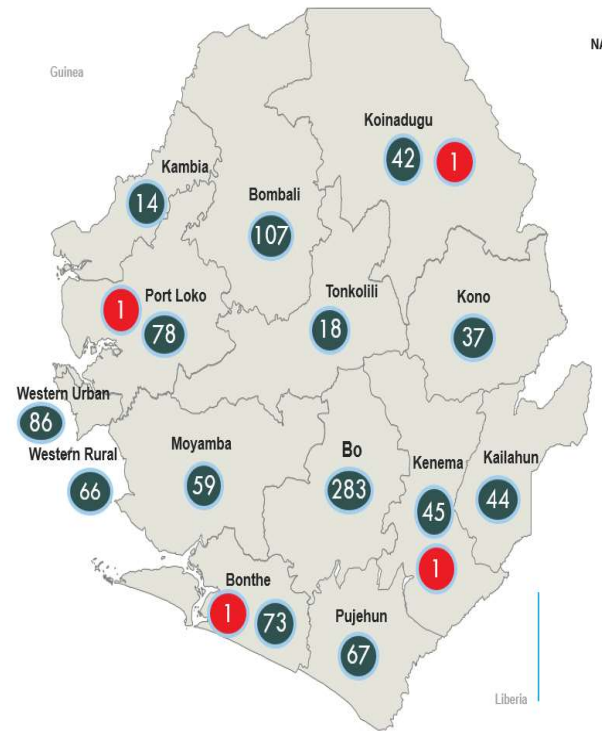 NA
Guinea
Koinadugu
42 1
Kambia
14
Bombali
107
Port Loko
1
78
Tonkolili
18
Kono
37
Western Urban
86
Western Rural
66
Moyamba
59
Bo
283
Kenema
45
1
Kailahun
44
Bonthe
1 73
Pujehun
67
Liberia